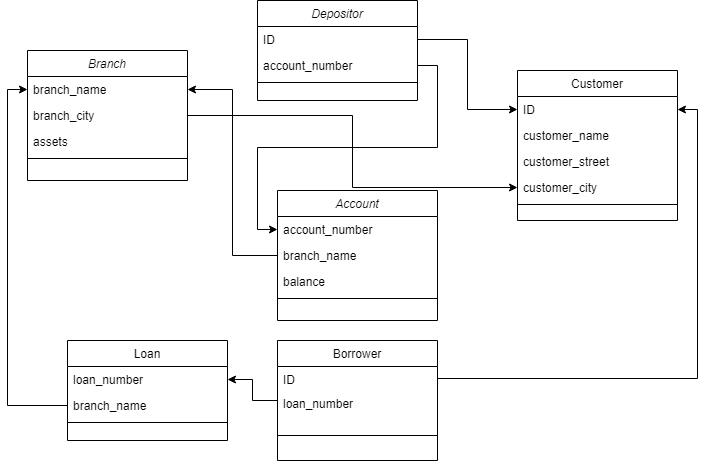 Depositor
ID
account_number
Branch
branch_name
branch_city
assets
Customer
ID
customer_name
customer_street
customer_city
Account
account_number
branch_name
balance
Loan
loan_number
branch_name
Borrower
ID
loan_number